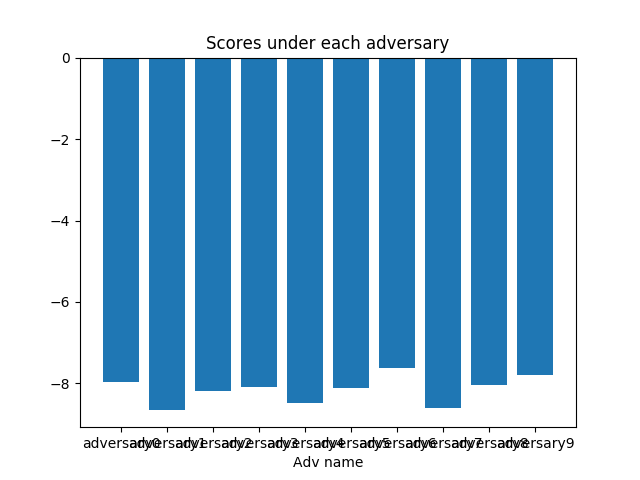 Scores under each adversary
0
−2
−4
−6
−8
adversary0 adversary1 adversary2 adversary3 adversary4 adversary5 adversary6 adversary7 adversary8 adversary9
Adv name